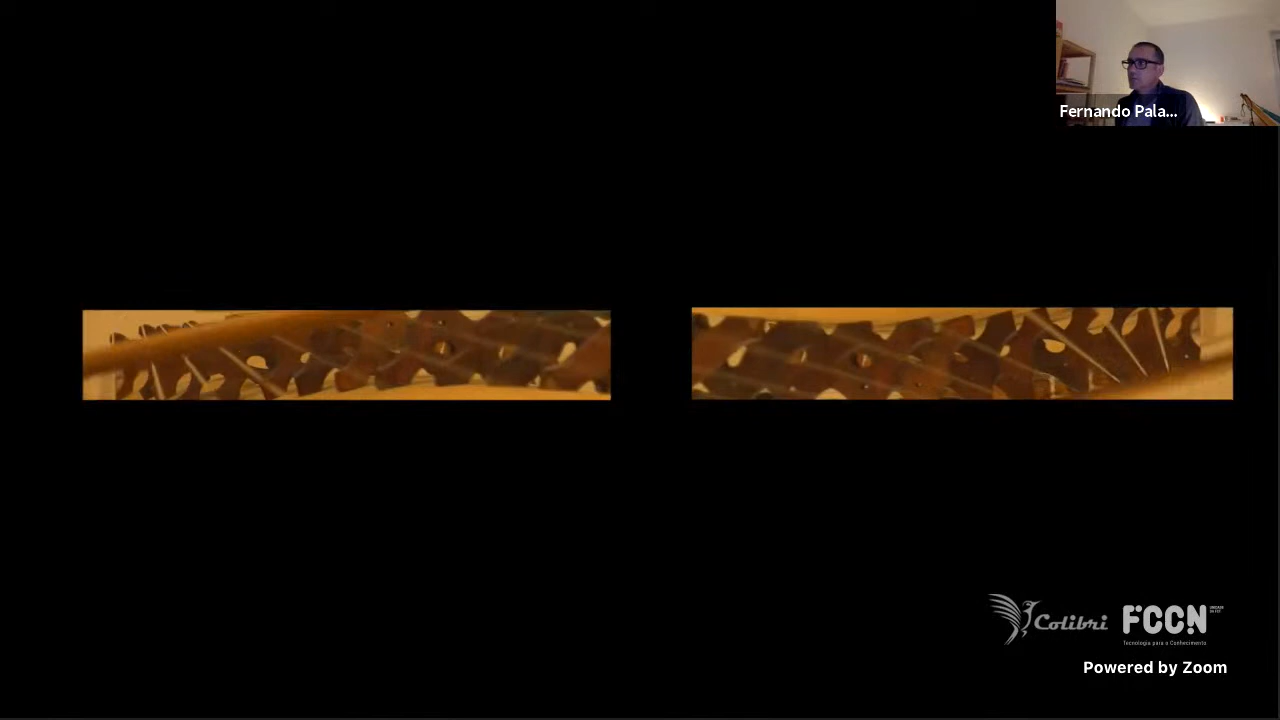 Fernando Pala...
Colibri
FCCN
Tecnologia para o Conhecimento
Powered by Zoom